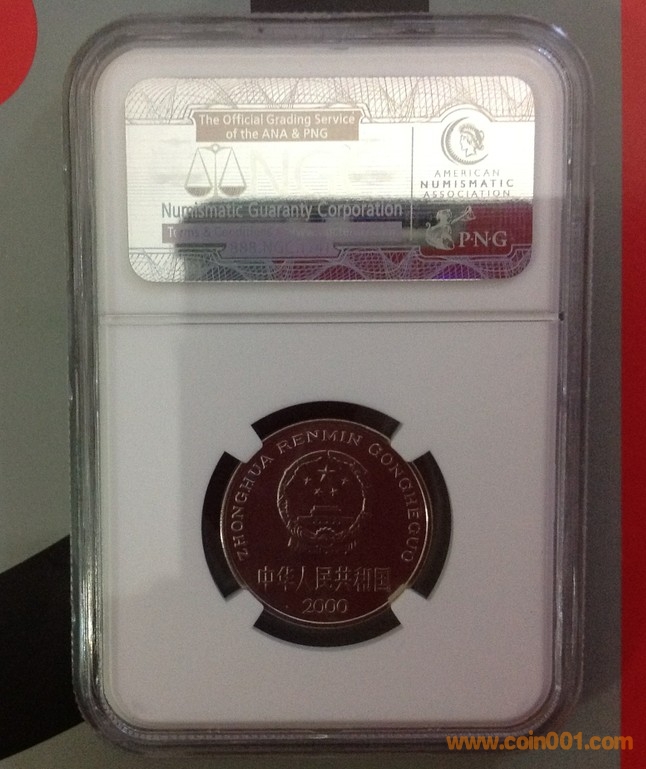 The Official Grading Service
of the ANA & PNG
AMERICAN
NUMISMATIC
ASSOCIATION
Numismatic Guaranty Corporation
P·N·G
ZHONGHUA RENMIN GONGHEGUO
中华人民共和国
2000
www.coin001.com